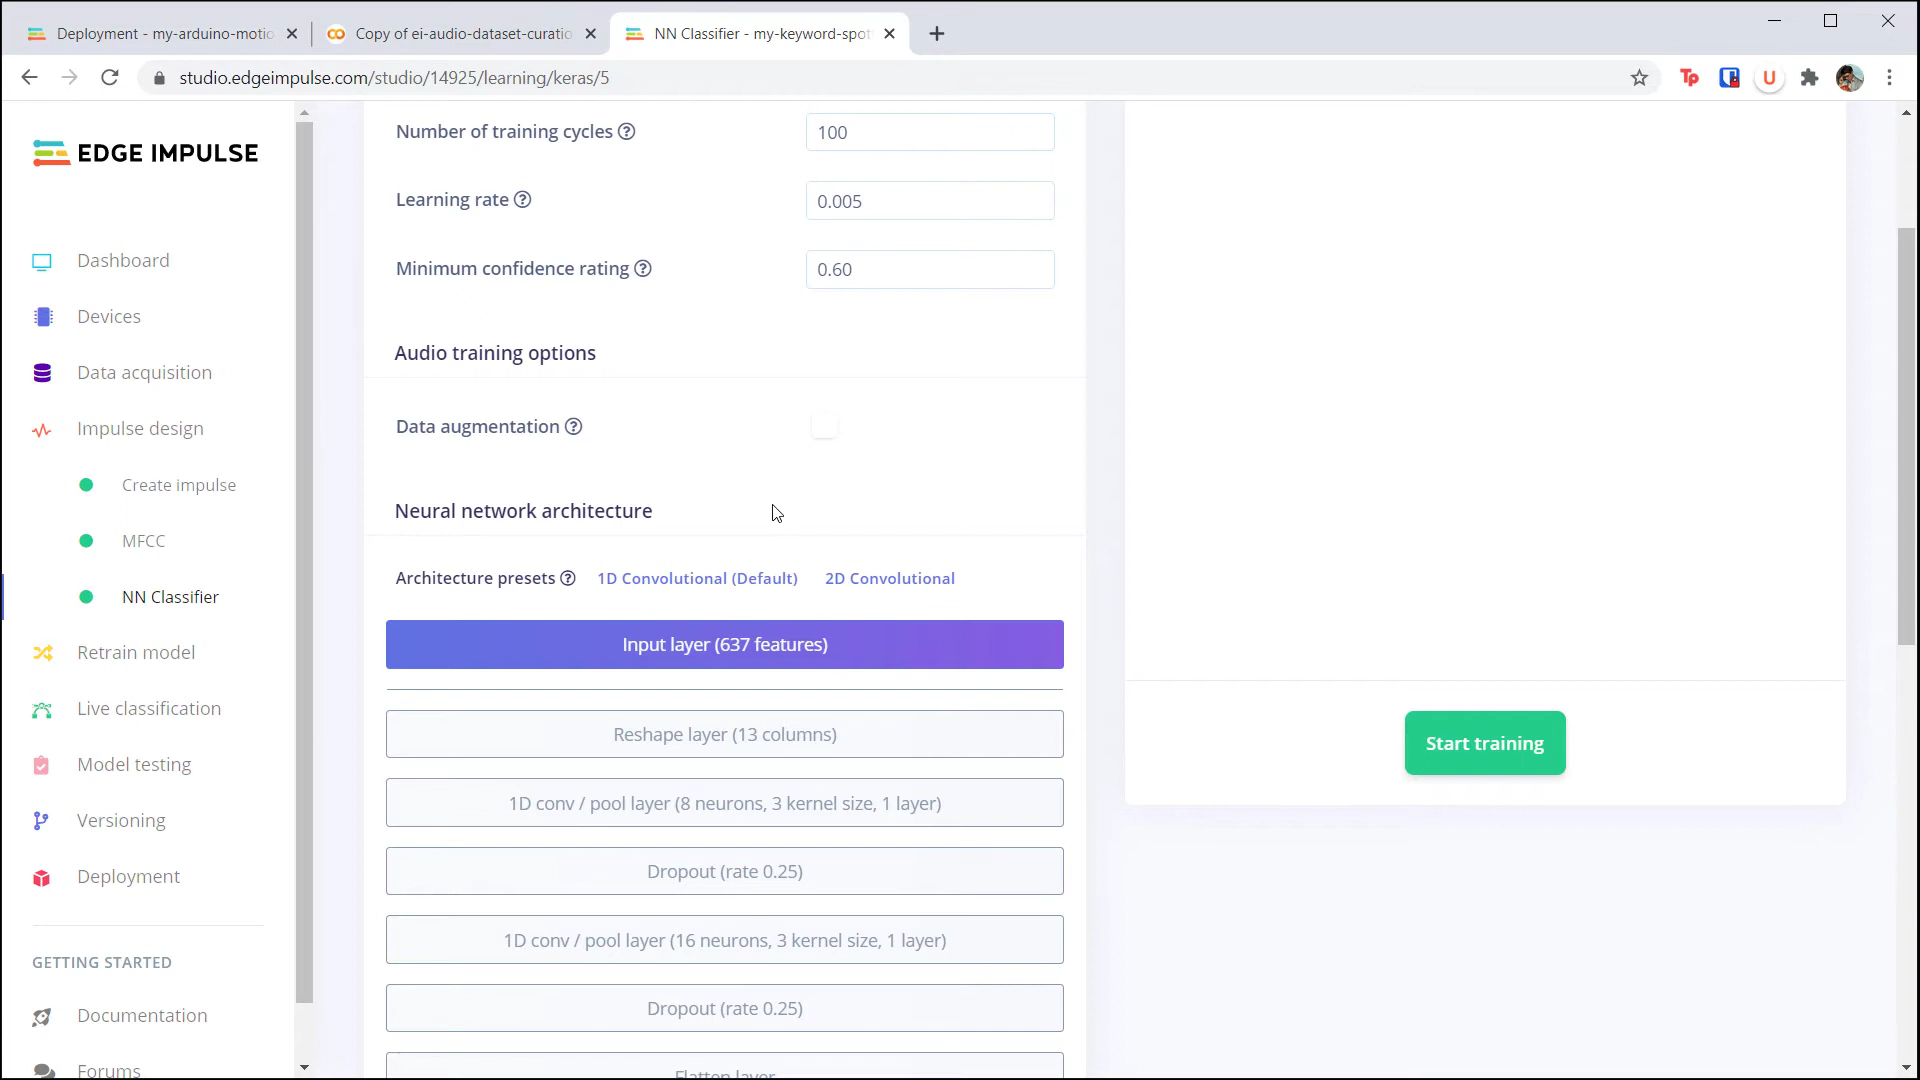 Deployment - my-arduino-motio
Copy of ei-audio-dataset-curatio
NN Classifier - my-keyword-spot
studio.edgeimpulse.com/studio/14925/learning/keras/5
Tp
U
EDGE IMPULSE
Dashboard
Devices
Data acquisition
Impulse design
Create impulse
MFCC
NN Classifier
Retrain model
Live classification
Model testing
Versioning
Deployment
GETTING STARTED
Documentation
Forums
Number of training cycles ?
100
Learning rate ?
0.005
Minimum confidence rating ?
0.60
Audio training options
Data augmentation ?
Neural network architecture
Architecture presets ? 1D Convolutional (Default) 2D Convolutional
Input layer (637 features)
Reshape layer (13 columns)
1D conv / pool layer (8 neurons, 3 kernel size, 1 layer)
Dropout (rate 0.25)
1D conv / pool layer (16 neurons, 3 kernel size, 1 layer)
Dropout (rate 0.25)
Flatten layer
Start training